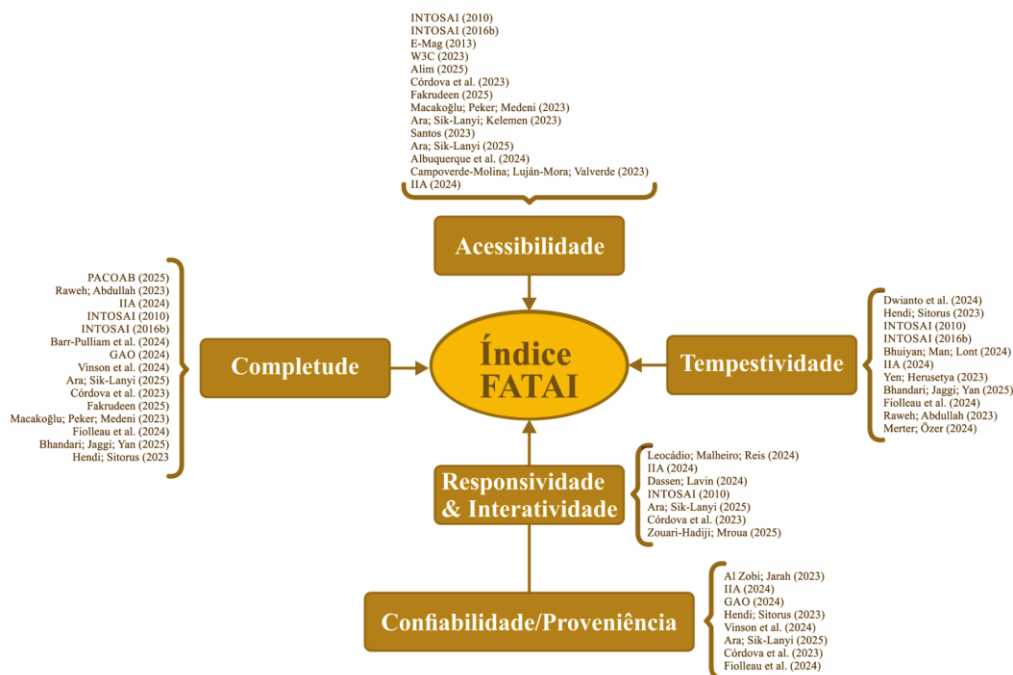 INTOSAI (2010)
INTOSAI (2016b)
E-Mag (2013)
W3C (2023)
Alim (2025)
Córdova et al. (2023)
Fakrudeen (2025)
Macakoğlu; Peker; Medeni (2023)
Ara; Sik-Lanyi; Kelemen (2023)
Santos (2023)
Ara; Sik-Lanyi (2025)
Albuquerque et al. (2024)
Campoverde-Molina; Luján-Mora; Valverde (2023)
IIA (2024)
Acessibilidade
PACOAB (2025)
Raweh; Abdullah (2023)
IIA (2024)
INTOSAI (2010)
INTOSAI (2016b)
Barr-Pulliam et al. (2024)
GAO (2024)
Vinson et al. (2024)
Ara; Sik-Lanyi (2025)
Córdova et al. (2023)
Fakrudeen (2025)
Macakoğlu; Peker; Medeni (2023)
Fiolleau et al. (2024)
Bhandari; Jaggi; Yan (2025)
Hendi; Sitorus (2023
Completude
Índice
FATAI
Tempestividade
Dwianto et al. (2024)
Hendi; Sitorus (2023)
INTOSAI (2010)
INTOSAI (2016b)
Bhuiyan; Man; Lont (2024)
IIA (2024)
Yen; Herusetya (2023)
Bhandari; Jaggi; Yan (2025)
Fiolleau et al. (2024)
Raweh; Abdullah (2023)
Merter; Özer (2024)
Responsividade
& Interatividade
Leocádio; Malheiro; Reis (2024)
IIA (2024)
Dassen; Lavin (2024)
INTOSAI (2010)
Ara; Sik-Lanyi (2025)
Córdova et al. (2023)
Zouari-Hadiji; Mroua (2025)
Confiabilidade/Proveniência
Al Zobi; Jarah (2023)
IIA (2024)
GAO (2024)
Hendi; Sitorus (2023)
Vinson et al. (2024)
Ara; Sik-Lanyi (2025)
Córdova et al. (2023)
Fiolleau et al. (2024)